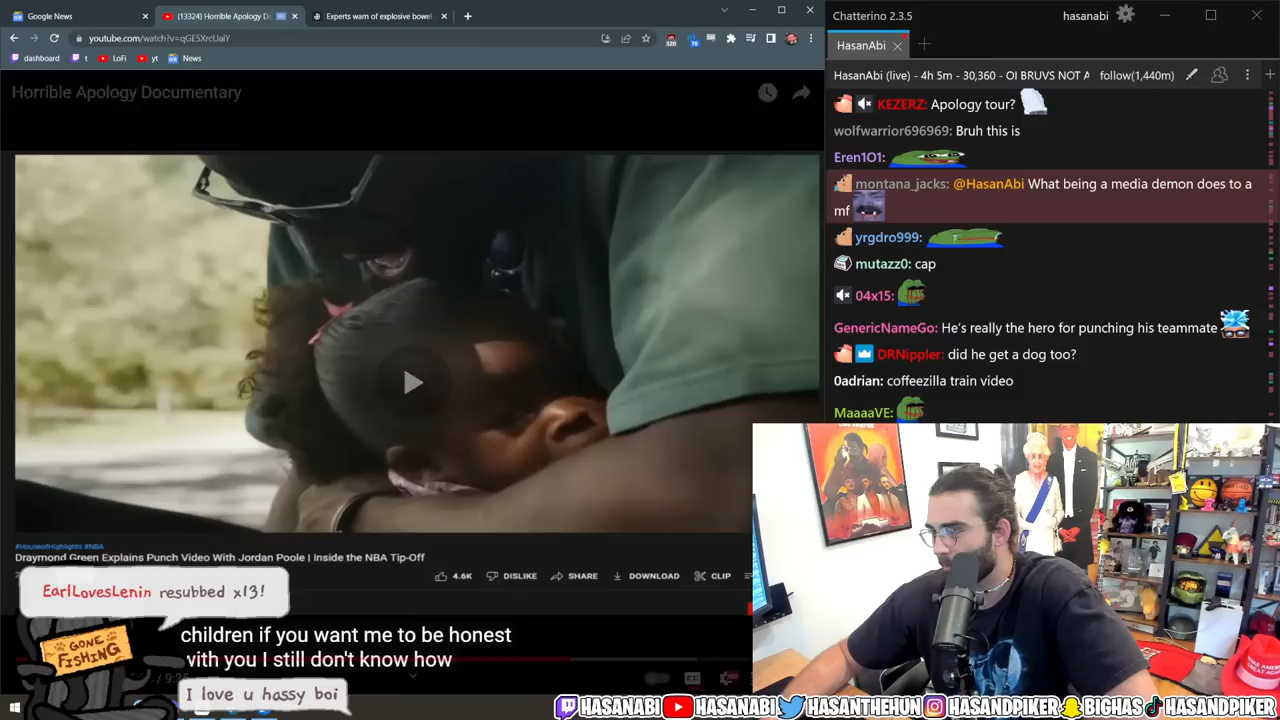 Google News
(13324) Horrible Apology Do
Experts warn of explosive bowel
youtube.com/watch?v=qGE5XrcUaiY
dashboard
t
LoFi
yt
News
Horrible Apology Documentary
#HouseofHighlights #NBA
Draymond Green Explains Punch Video With Jordan Poole | Inside the NBA Tip-Off
4.6K
DISLIKE
SHARE
DOWNLOAD
CLIP
EarlLovesLenin resubbed x13!
GONE
FISHING
children if you want me to be honest
with you I still don't know how
I love u hassy boi
Chatterino 2.3.5
hasanabi
HasanAbi
HasanAbi (live) - 4h 5m - 30,360 - OI BRUVS NOT A
follow(1,440m)
KEZERZ: Apology tour?
wolfwarrior696969: Bruh this is
Eren1O1:
montana_jacks: @HasanAbi What being a media demon does to a
mf
yrgdro999:
mutazz0: cap
04x15:
GenericNameGo: He's really the hero for punching his teammate
DRNippler: did he get a dog too?
0adrian: coffeezilla train video
MaaaaVE:
HASANABI
HASANABI
HASANTHEHUN
HASANDPIKER
BIGHAS
HASANDPIKER